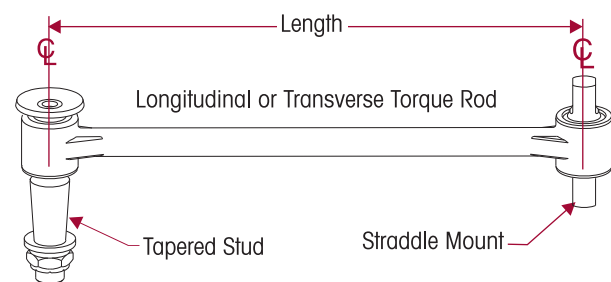 Length
℄ ℄
Longitudinal or Transverse Torque Rod
Tapered Stud
Straddle Mount